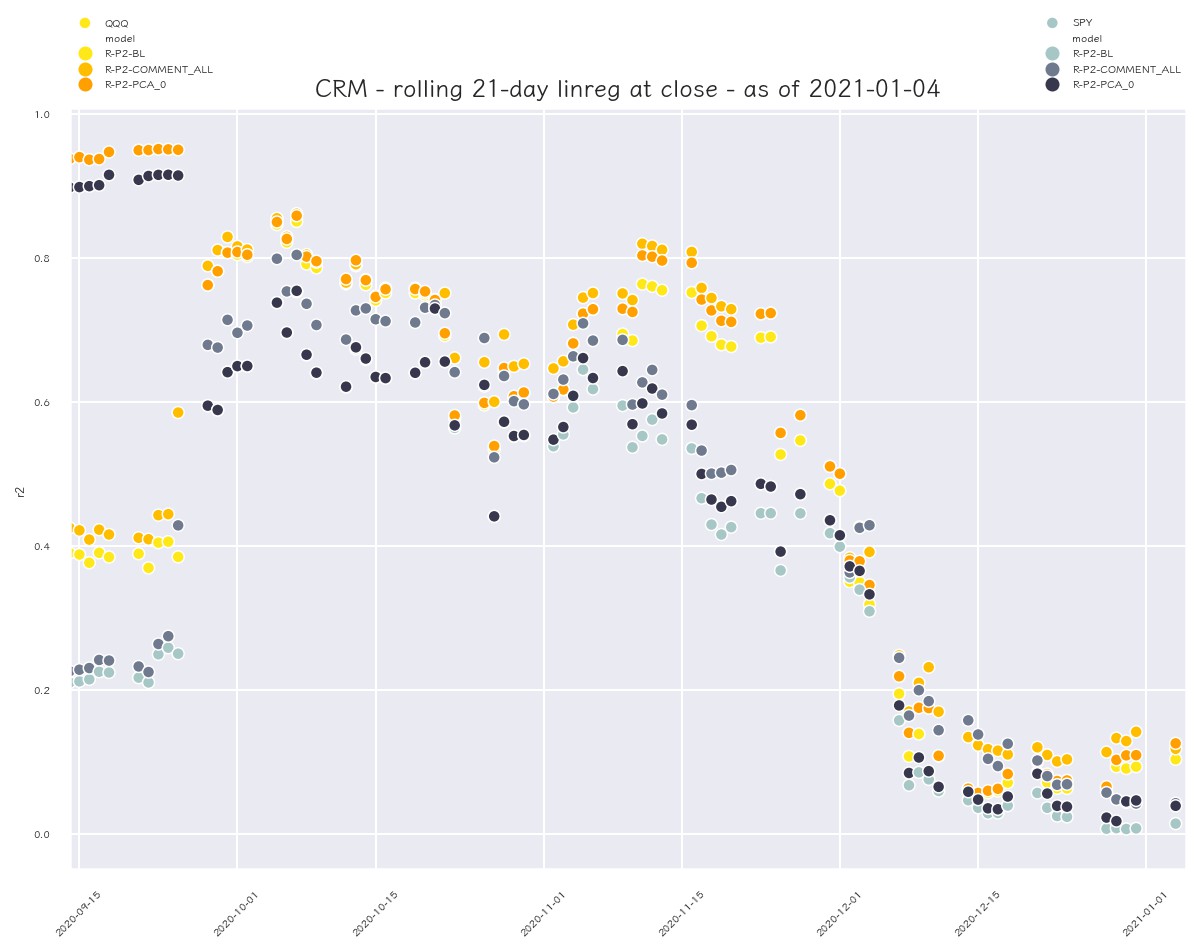 QQQ
model
R-P2-BL
R-P2-COMMENT_ALL
R-P2-PCA_0
SPY
model
R-P2-BL
R-P2-COMMENT_ALL
R-P2-PCA_0
CRM - rolling 21-day linreg at close - as of 2021-01-04
1.0
0.8
0.6
r2
0.4
0.2
0.0
2020-09-15
2020-10-01
2020-10-15
2020-11-01
2020-11-15
2020-12-01
2020-12-15
2021-01-01